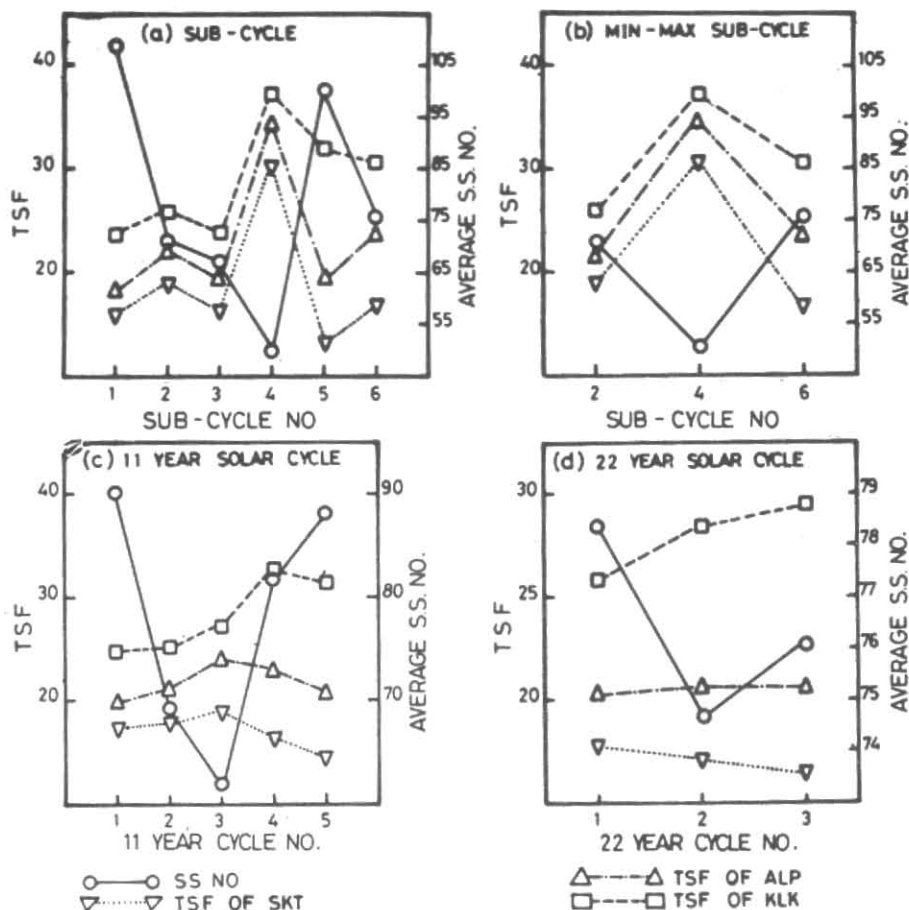 (a) SUB-CYCLE
40
30
20
TSF
105
95
85
75
65
55
AVERAGE S.S. NO.
1 2 3 4 5 6
SUB-CYCLE NO
(b) MIN-MAX SUB-CYCLE
40
30
20
TSF
105
95
85
75
65
55
AVERAGE S.S. NO.
2 4 6
SUB-CYCLE NO
(c) 11 YEAR SOLAR CYCLE
40
30
20
TSF
90
80
70
AVERAGE S.S. NO.
1 2 3 4 5
11 YEAR CYCLE NO.
(d) 22 YEAR SOLAR CYCLE
30
25
20
TSF
79
78
77
76
75
74
AVERAGE S.S. NO.
1 2 3
22 YEAR CYCLE NO.
SS NO
TSF OF SKT
TSF OF ALP
TSF OF KLK